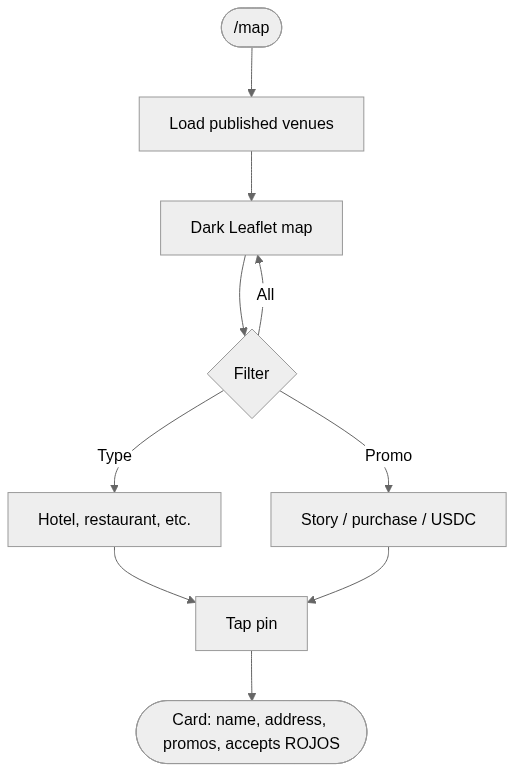 /map
Load published venues
Dark Leaflet map
All
Filter
Type
Promo
Hotel, restaurant, etc.
Story / purchase / USDC
Tap pin
Card: name, address,
promos, accepts ROJOS